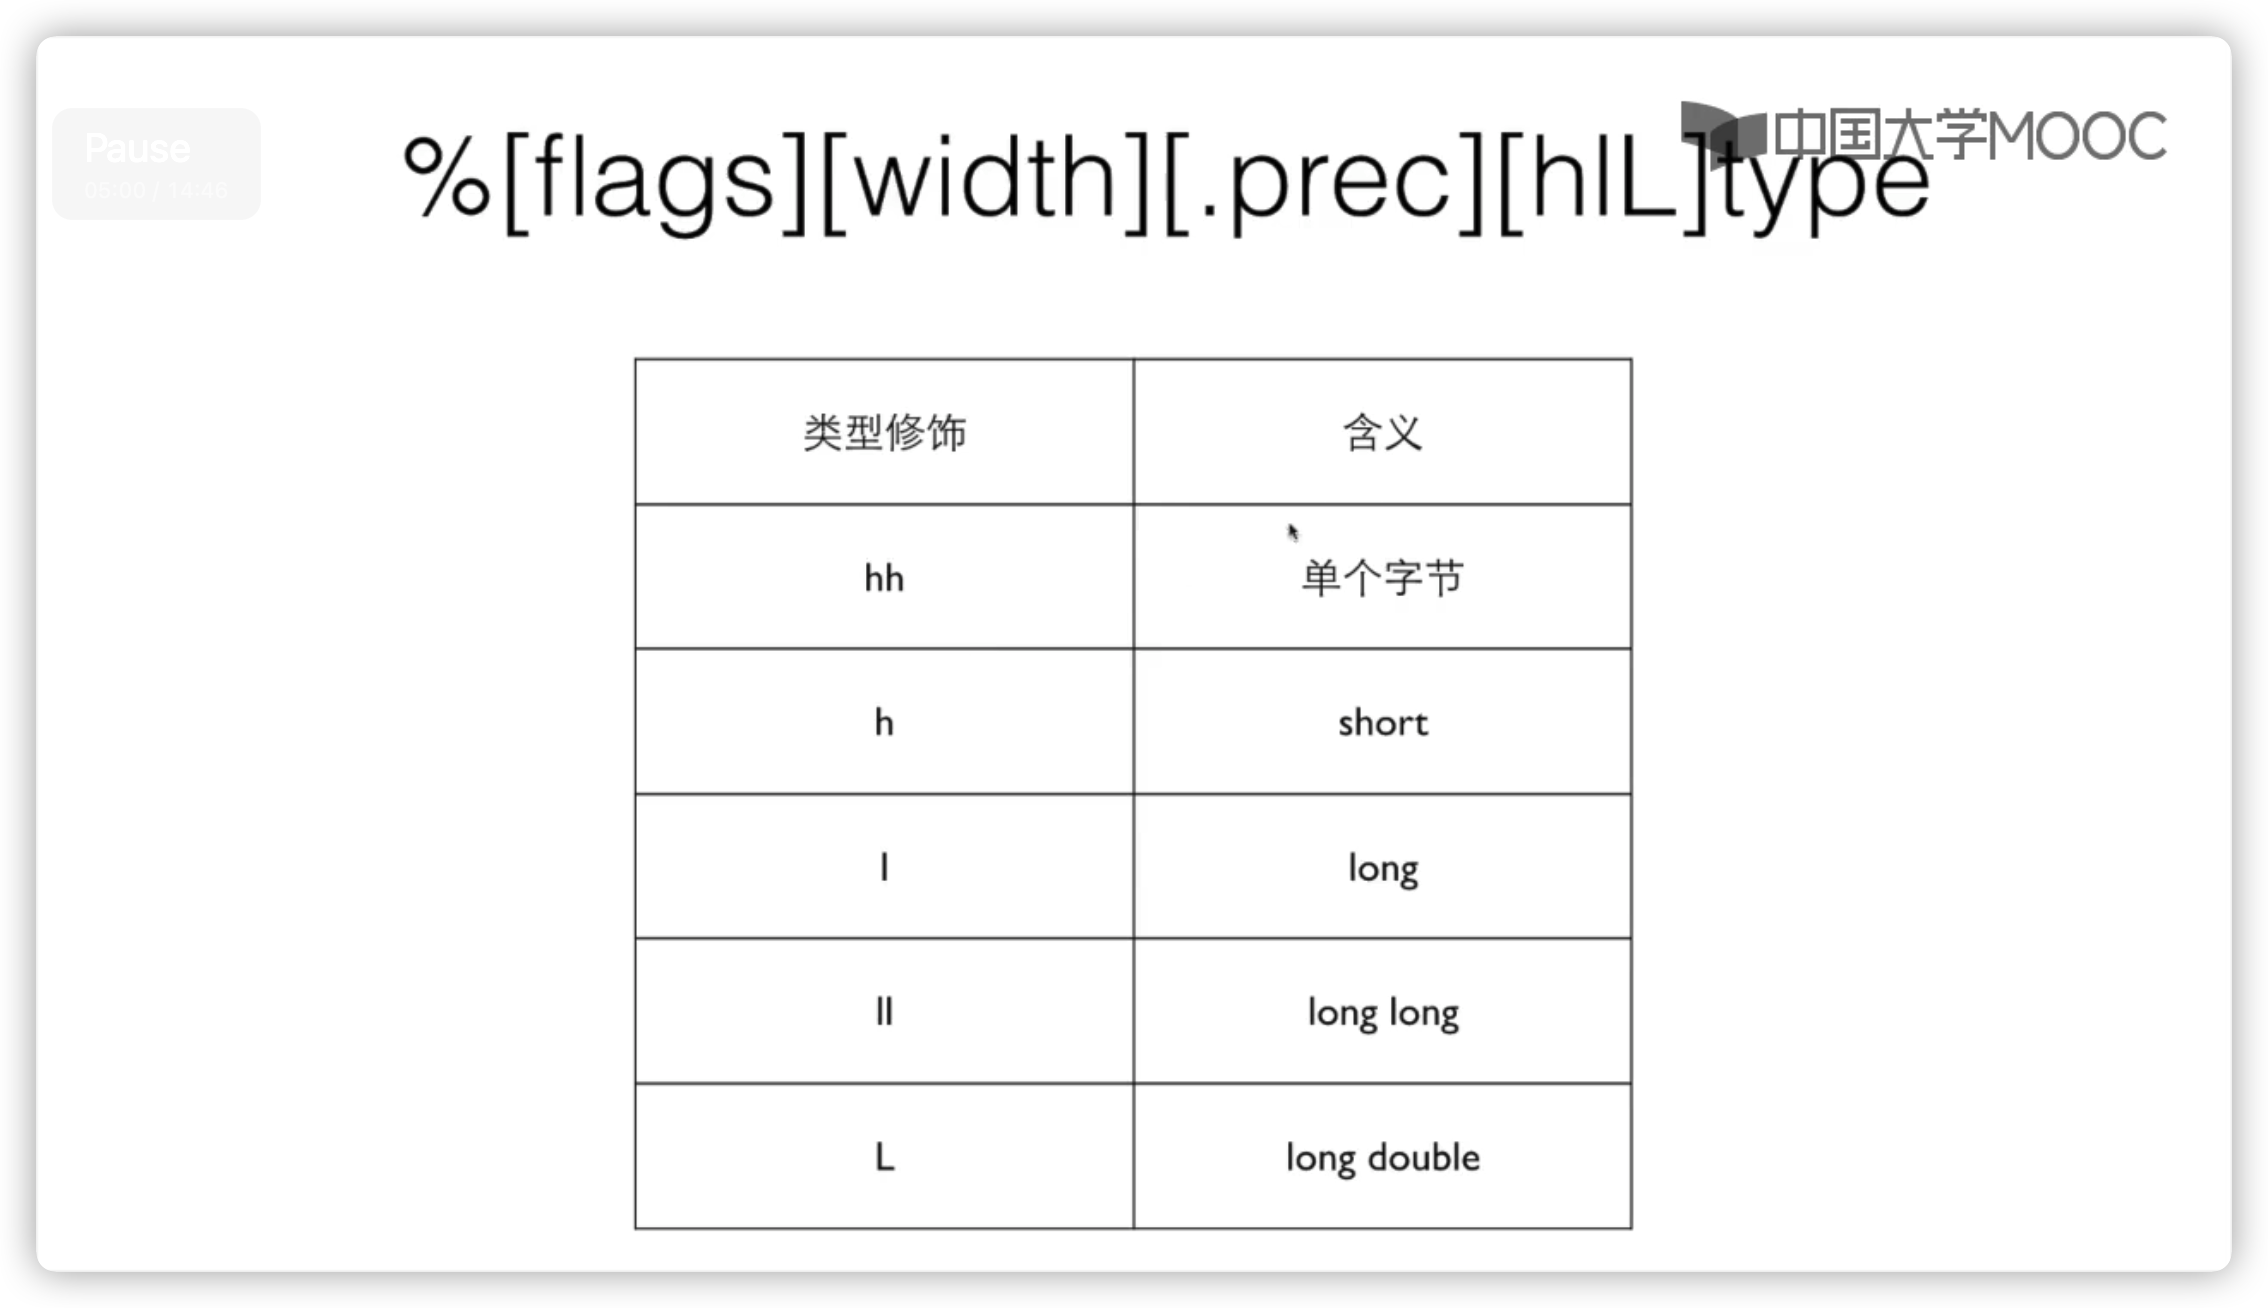 Pause
05:00 / 14:46
中国大学MOOC
%[flags][width][.prec][hlL]type
类型修饰 含义
hh 单个字节
h short
l long
ll long long
L long double